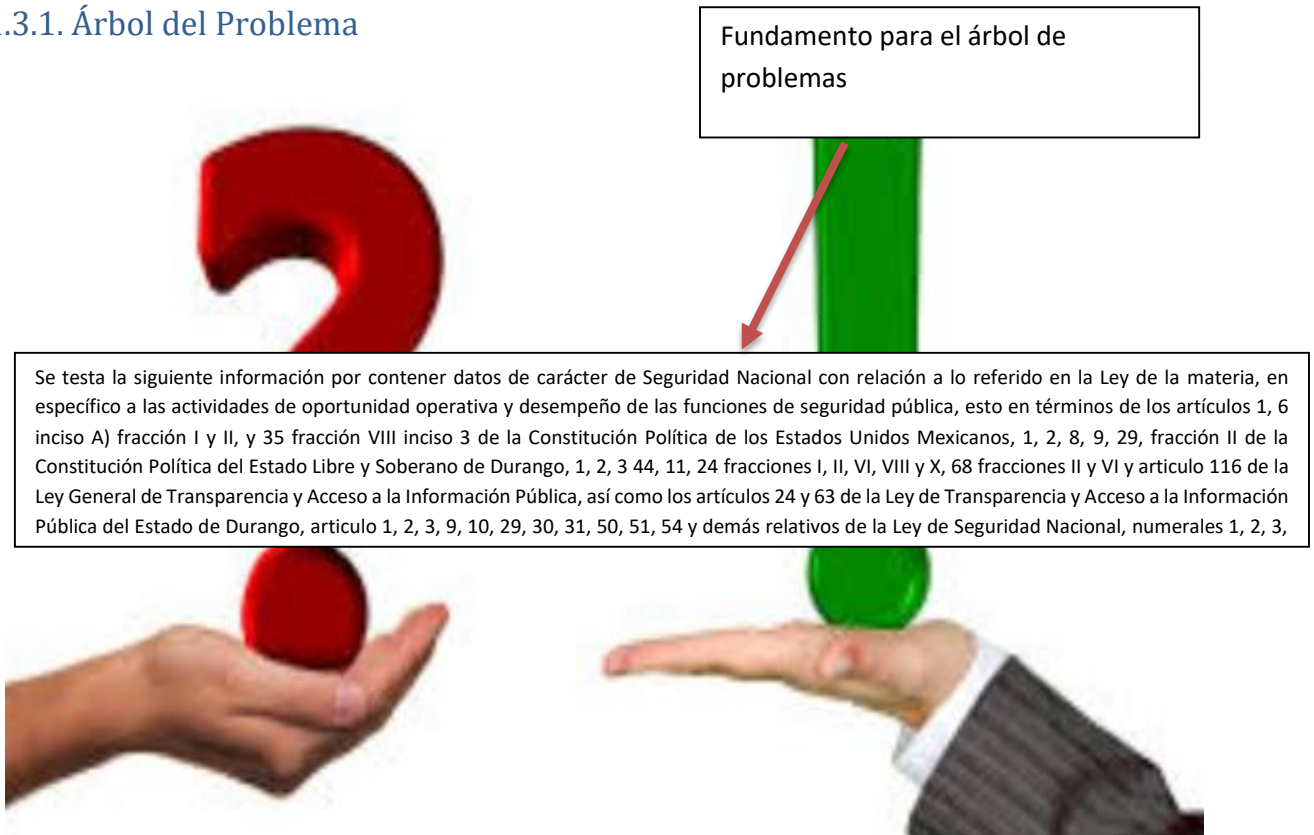 .3.1. Árbol del Problema
Fundamento para el árbol de
problemas
Se testa la siguiente información por contener datos de carácter de Seguridad Nacional con relación a lo referido en la Ley de la materia, en
específico a las actividades de oportunidad operativa y desempeño de las funciones de seguridad pública, esto en términos de los artículos 1, 6
inciso A) fracción I y II, y 35 fracción VIII inciso 3 de la Constitución Política de los Estados Unidos Mexicanos, 1, 2, 8, 9, 29, fracción II de la
Constitución Política del Estado Libre y Soberano de Durango, 1, 2, 3 44, 11, 24 fracciones I, II, VI, VIII y X, 68 fracciones II y VI y articulo 116 de la
Ley General de Transparencia y Acceso a la Información Pública, así como los artículos 24 y 63 de la Ley de Transparencia y Acceso a la Información
Pública del Estado de Durango, articulo 1, 2, 3, 9, 10, 29, 30, 31, 50, 51, 54 y demás relativos de la Ley de Seguridad Nacional, numerales 1, 2, 3,